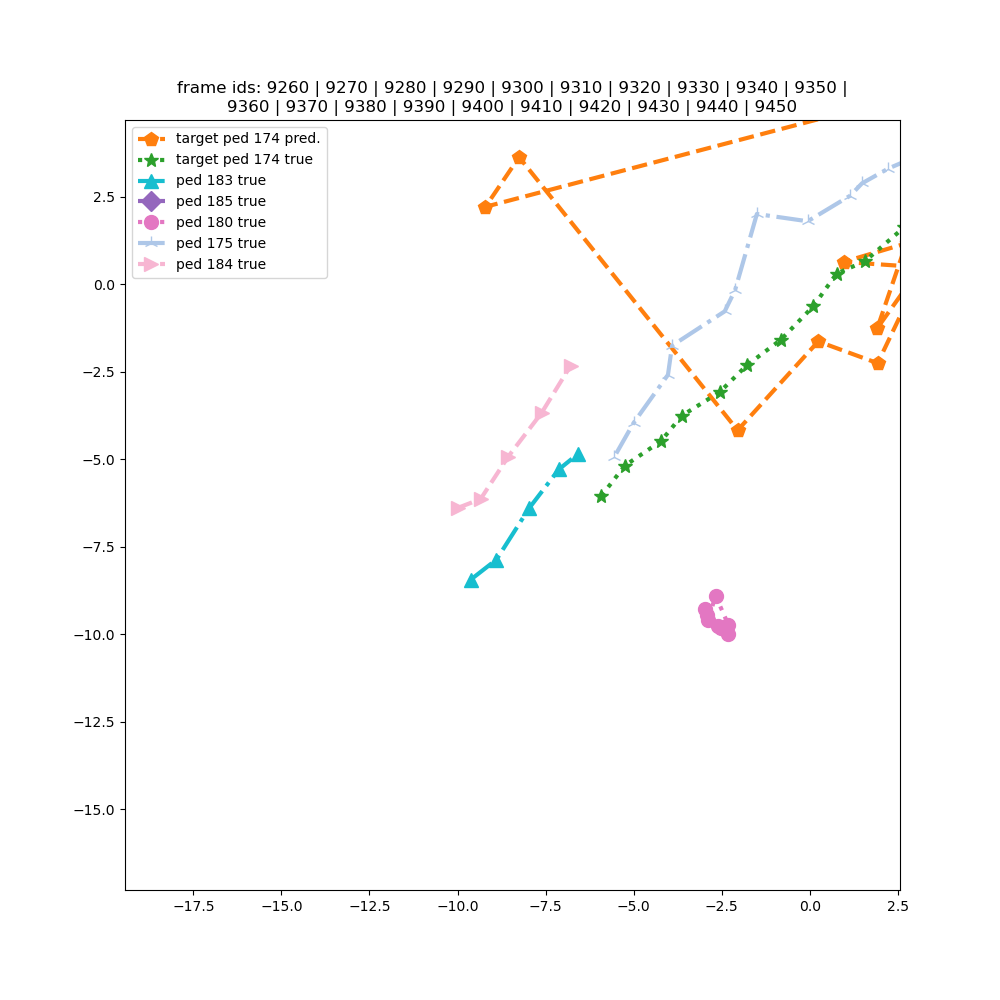 frame ids: 9260 | 9270 | 9280 | 9290 | 9300 | 9310 | 9320 | 9330 | 9340 | 9350 |
9360 | 9370 | 9380 | 9390 | 9400 | 9410 | 9420 | 9430 | 9440 | 9450
target ped 174 pred.
target ped 174 true
ped 183 true
ped 185 true
ped 180 true
ped 175 true
ped 184 true
2.5
0.0
−2.5
−5.0
−7.5
−10.0
−12.5
−15.0
−17.5 −15.0 −12.5 −10.0 −7.5 −5.0 −2.5 0.0 2.5